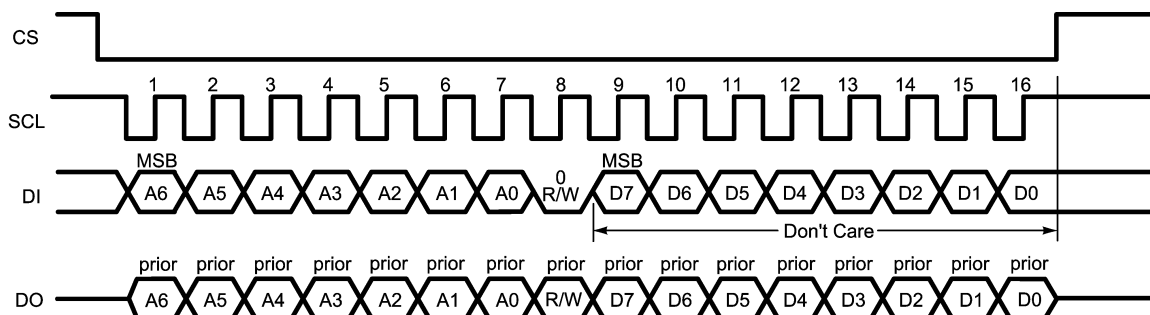 CS
1 2 3 4 5 6 7 8 9 10 11 12 13 14 15 16
SCL
MSB MSB
DI A6 A5 A4 A3 A2 A1 A0 0 R/W D7 D6 D5 D4 D3 D2 D1 D0
Don't Care
prior prior prior prior prior prior prior prior prior prior prior prior prior prior prior prior
DO A6 A5 A4 A3 A2 A1 A0 R/W D7 D6 D5 D4 D3 D2 D1 D0